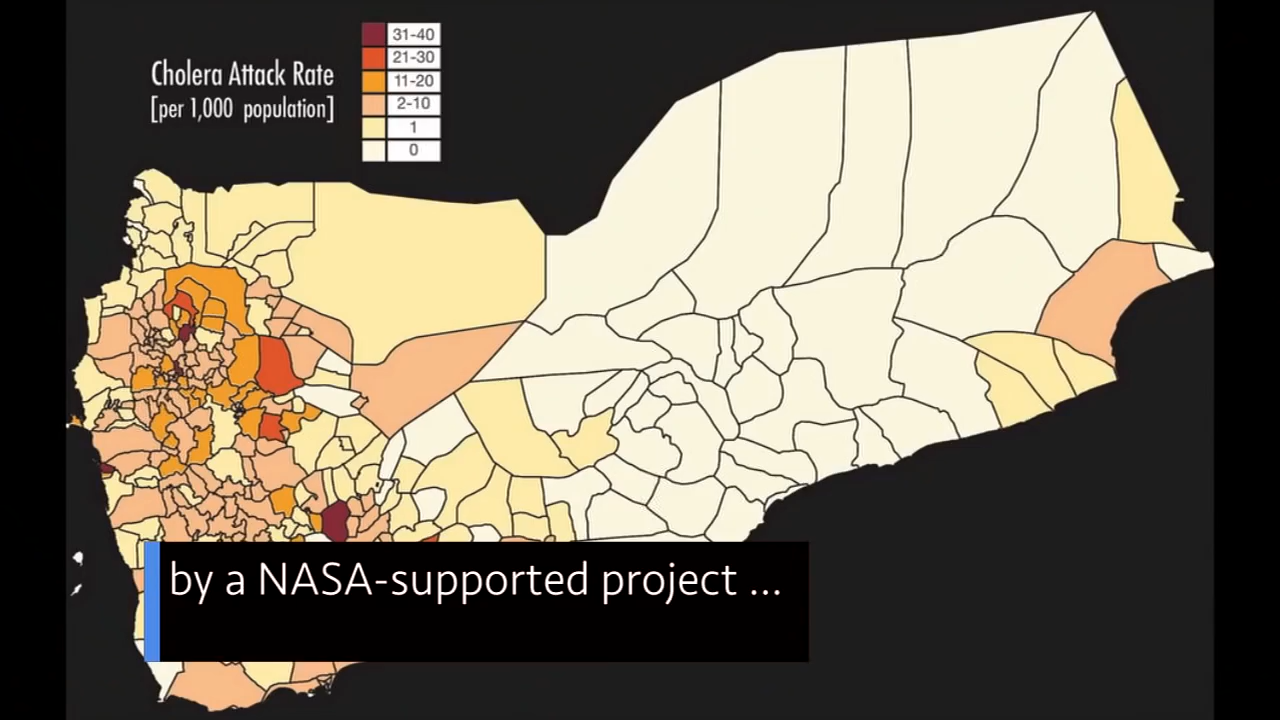 Cholera Attack Rate
[per 1,000 population]
31-40
21-30
11-20
2-10
1
0
by a NASA-supported project ...